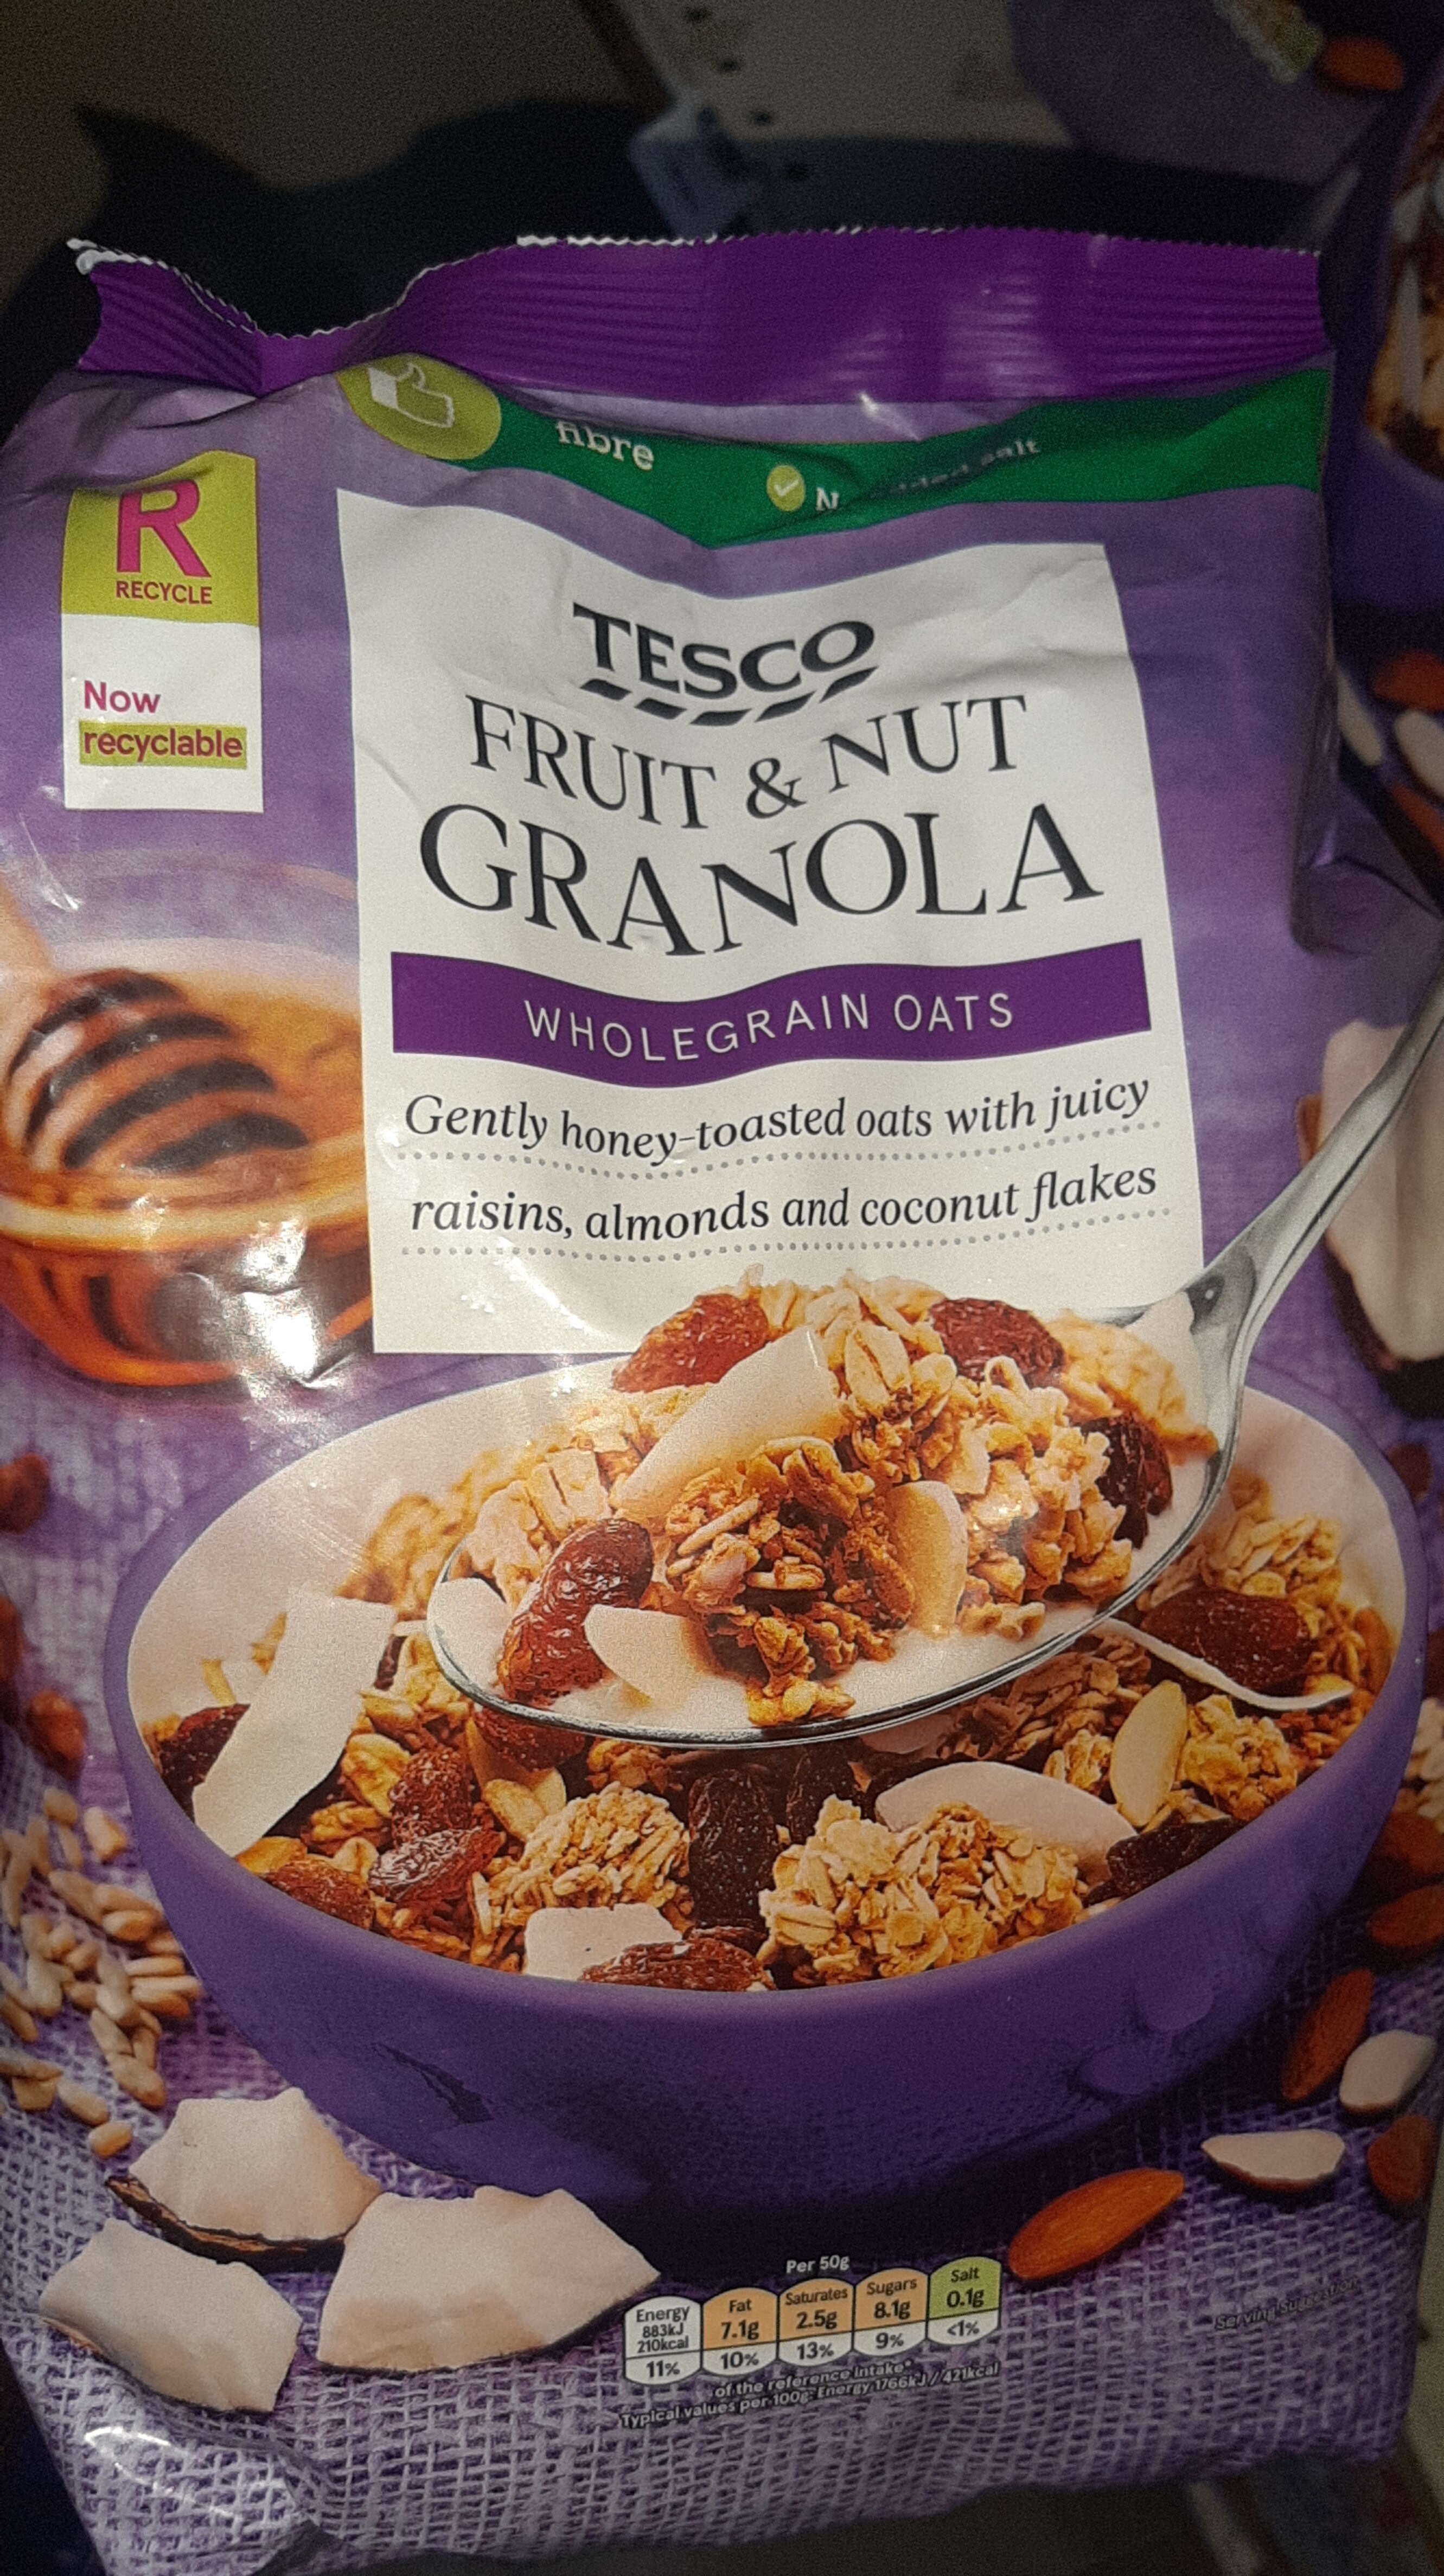 fibre
N added salt
R
RECYCLE
Now
recyclable
TESCO
FRUIT & NUT
GRANOLA
WHOLEGRAIN OATS
Gently honey-toasted oats with juicy
raisins, almonds and coconut flakes
Per 50g
Energy
883kJ
210kcal
11%
Fat
7.1g
10%
Saturates
2.5g
13%
Sugars
8.1g
9%
Salt
0.1g
<1%
of the reference intake*
Typical values per 100g: Energy 1766kJ / 421kcal
Serving Suggestion